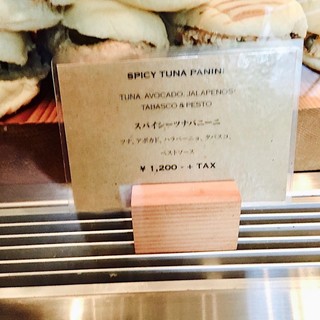 SPICY TUNA PANINI
TUNA, AVOCADO, JALAPENOS,
TABASCO & PESTO
スパイシーツナパニーニ
ツナ、アボカド、ハラペーニョ、タバスコ、
ペストソース
¥ 1,200 - + TAX